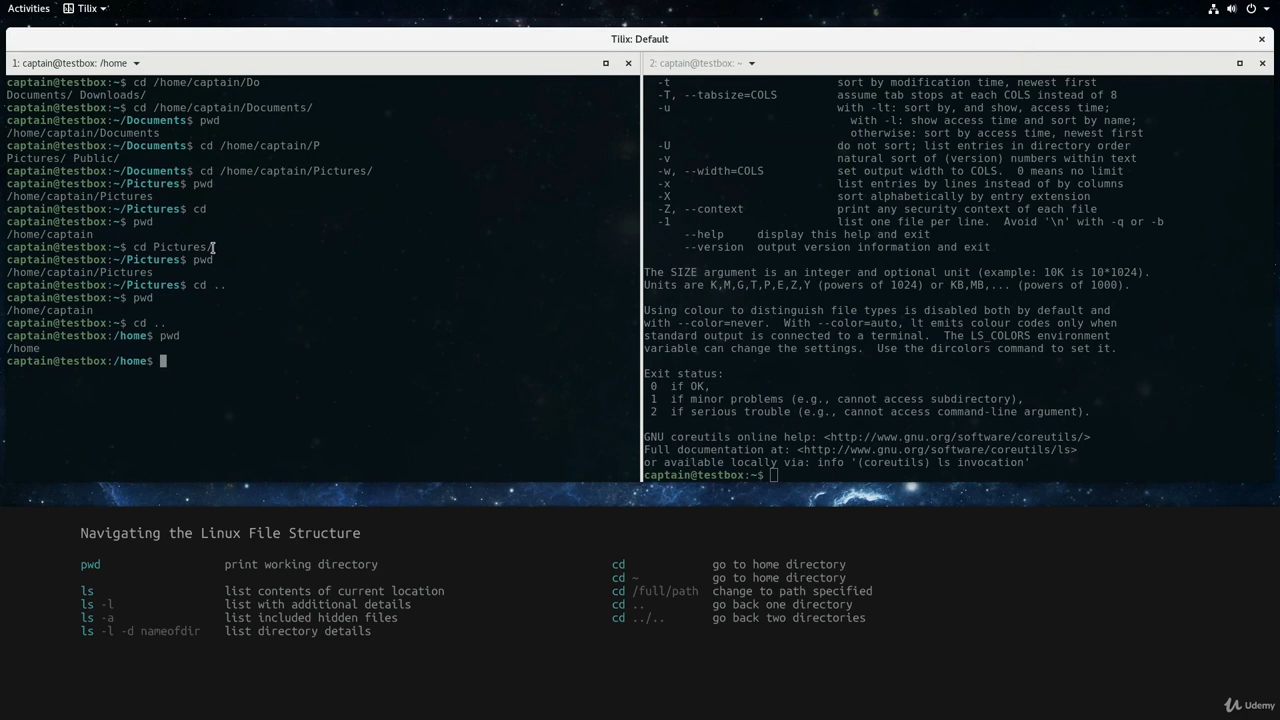 Activities Tilix
Tilix: Default
1: captain@testbox: /home
captain@testbox:~$ cd /home/captain/Do
Documents/ Downloads/
captain@testbox:~$ cd /home/captain/Documents/
captain@testbox:~/Documents$ pwd
/home/captain/Documents
captain@testbox:~/Documents$ cd /home/captain/P
Pictures/ Public/
captain@testbox:~/Documents$ cd /home/captain/Pictures/
captain@testbox:~/Pictures$ pwd
/home/captain/Pictures
captain@testbox:~/Pictures$ cd
captain@testbox:~$ pwd
/home/captain
captain@testbox:~$ cd Pictures/
captain@testbox:~/Pictures$ pwd
/home/captain/Pictures
captain@testbox:~/Pictures$ cd ..
captain@testbox:~$ pwd
/home/captain
captain@testbox:~$ cd ..
captain@testbox:/home$ pwd
/home
captain@testbox:/home$
2: captain@testbox: ~
-t sort by modification time, newest first
-T, --tabsize=COLS assume tab stops at each COLS instead of 8
-u with -lt: sort by, and show, access time;
with -l: show access time and sort by name;
otherwise: sort by access time, newest first
-U do not sort; list entries in directory order
-v natural sort of (version) numbers within text
-w, --width=COLS set output width to COLS. 0 means no limit
-x list entries by lines instead of by columns
-X sort alphabetically by entry extension
-Z, --context print any security context of each file
-1 list one file per line. Avoid '\n' with -q or -b
--help display this help and exit
--version output version information and exit
The SIZE argument is an integer and optional unit (example: 10K is 10*1024).
Units are K,M,G,T,P,E,Z,Y (powers of 1024) or KB,MB,... (powers of 1000).
Using colour to distinguish file types is disabled both by default and
with --color=never. With --color=auto, lt emits colour codes only when
standard output is connected to a terminal. The LS_COLORS environment
variable can change the settings. Use the dircolors command to set it.
Exit status:
0 if OK,
1 if minor problems (e.g., cannot access subdirectory),
2 if serious trouble (e.g., cannot access command-line argument).
GNU coreutils online help: <http://www.gnu.org/software/coreutils/>
Full documentation at: <http://www.gnu.org/software/coreutils/ls>
or available locally via: info '(coreutils) ls invocation'
captain@testbox:~$
Navigating the Linux File Structure
pwd print working directory
ls list contents of current location
ls -l list with additional details
ls -a list included hidden files
ls -l -d nameofdir list directory details
cd go to home directory
cd ~ go to home directory
cd /full/path change to path specified
cd .. go back one directory
cd ../.. go back two directories
Udemy